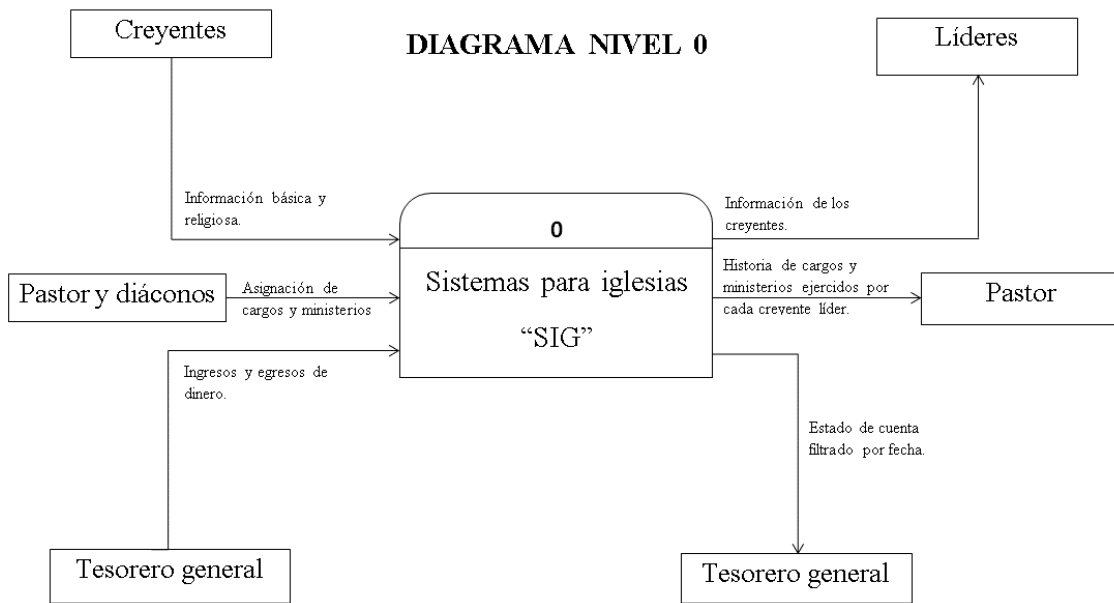 Creyentes
DIAGRAMA NIVEL 0
Líderes
Información básica y
religiosa.
0
Información de los
creyentes.
Pastor y diáconos
Asignación de
cargos y ministerios
Sistemas para iglesias
“SIG”
Historia de cargos y
ministerios ejercidos por
cada creyente líder.
Pastor
Ingresos y egresos de
dinero.
Estado de cuenta
filtrado por fecha.
Tesorero general
Tesorero general